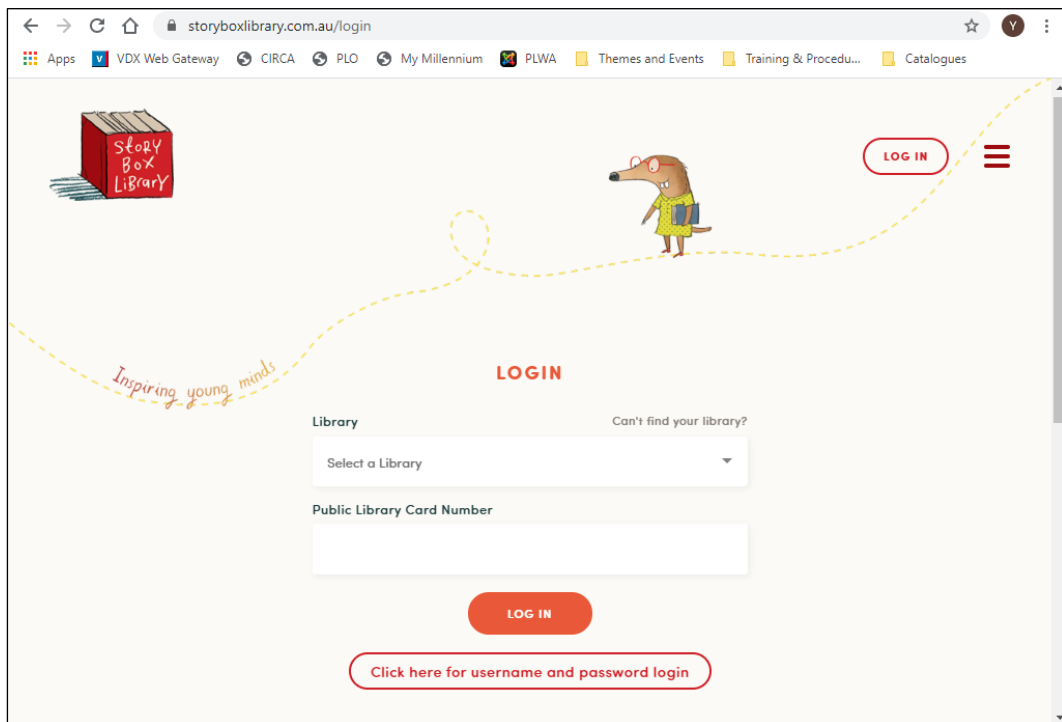 storyboxlibrary.com.au/login
Y
Apps
V
VDX Web Gateway
CIRCA
PLO
My Millennium
PLWA
Themes and Events
Training & Procedu...
Catalogues
STORY
BOX
LIBRARY
LOG IN
Inspiring young minds
LOGIN
Library
Can't find your library?
Select a Library
Public Library Card Number
LOG IN
Click here for username and password login